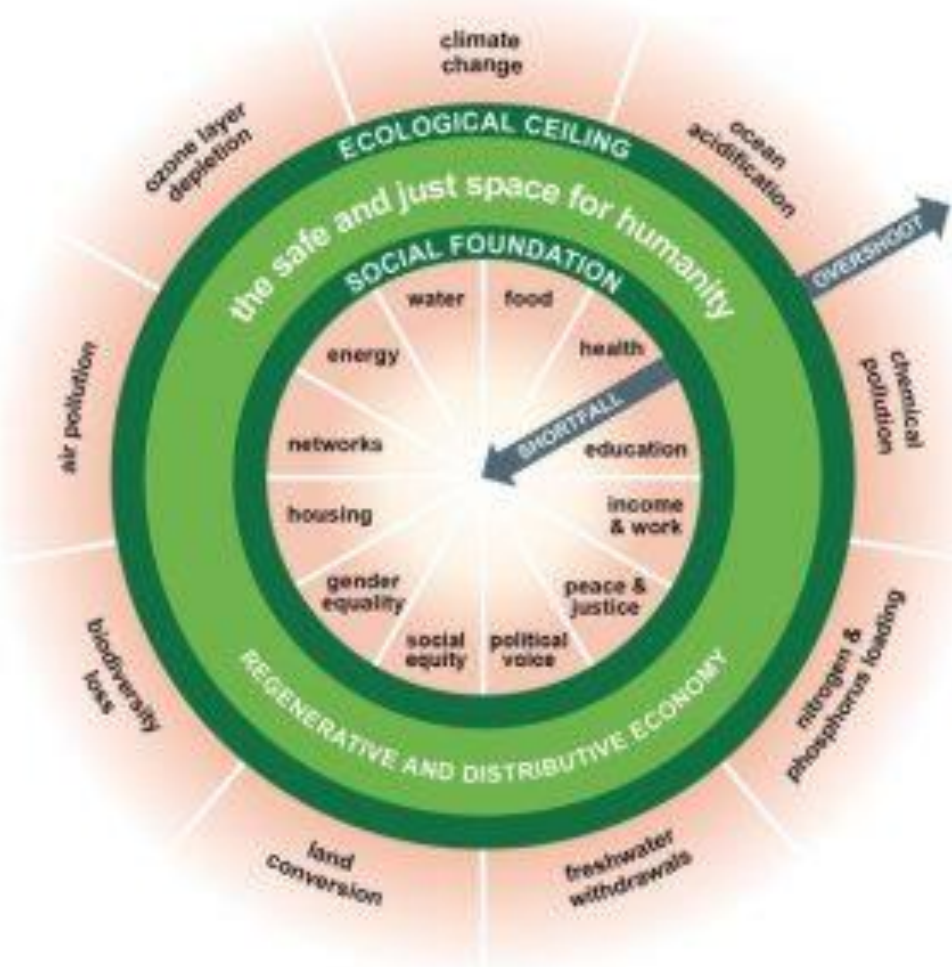 climate
change
ocean
acidification
chemical
pollution
nitrogen &
phosphorus loading
freshwater
withdrawals
land
conversion
biodiversity
loss
air pollution
ozone layer
depletion
ECOLOGICAL CEILING
the safe and just space for humanity
SOCIAL FOUNDATION
OVERSHOOT
SHORTFALL
water
food
health
education
income
& work
peace &
justice
political
voice
social
equity
gender
equality
housing
networks
energy
REGENERATIVE AND DISTRIBUTIVE ECONOMY